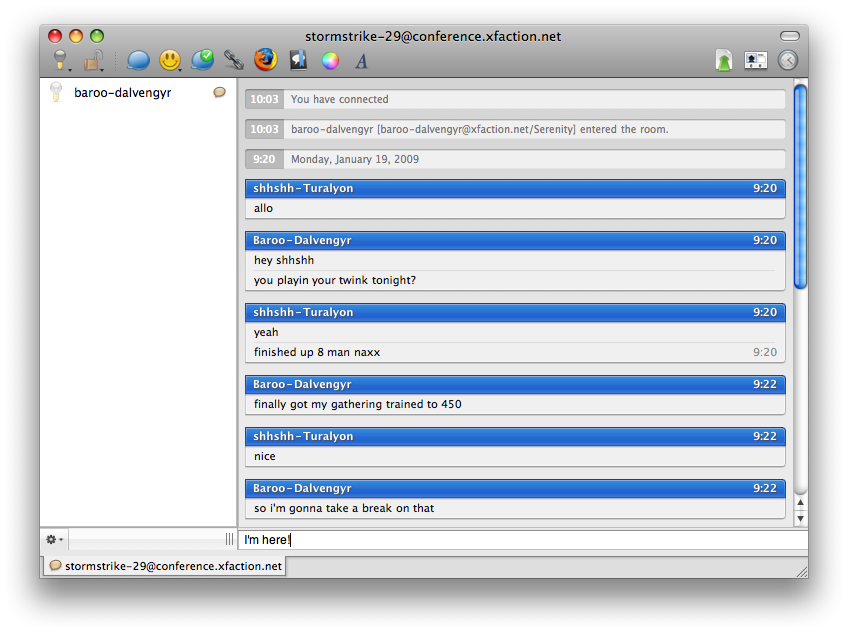 stormstrike-29@conference.xfaction.net
baroo-dalvengyr
10:03 You have connected
10:03 baroo-dalvengyr [baroo-dalvengyr@xfaction.net/Serenity] entered the room.
9:20 Monday, January 19, 2009
shhshh-Turalyon 9:20
allo
Baroo-Dalvengyr 9:20
hey shhshh
you playin your twink tonight?
shhshh-Turalyon 9:20
yeah
finished up 8 man naxx 9:20
Baroo-Dalvengyr 9:22
finally got my gathering trained to 450
shhshh-Turalyon 9:22
nice
Baroo-Dalvengyr 9:22
so i'm gonna take a break on that
I'm here!
stormstrike-29@conference.xfaction.net